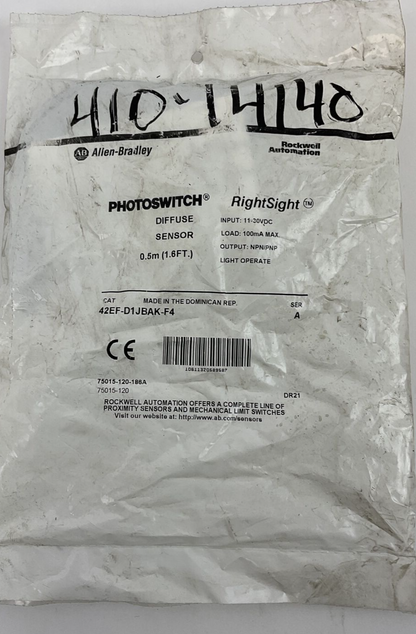 410-14140
AB Allen-Bradley
Rockwell Automation
PHOTOSWITCH® RightSight™
DIFFUSE
SENSOR
0.5m (1.6FT.)
INPUT: 11-30VDC
LOAD: 100mA MAX.
OUTPUT: NPN/PNP
LIGHT OPERATE
CAT MADE IN THE DOMINICAN REP. SER
42EF-D1JBAK-F4 A
CE
75015-120-186A
75015-120 DR21
ROCKWELL AUTOMATION OFFERS A COMPLETE LINE OF
PROXIMITY SENSORS AND MECHANICAL LIMIT SWITCHES
Visit our website at: http://www.ab.com/sensors